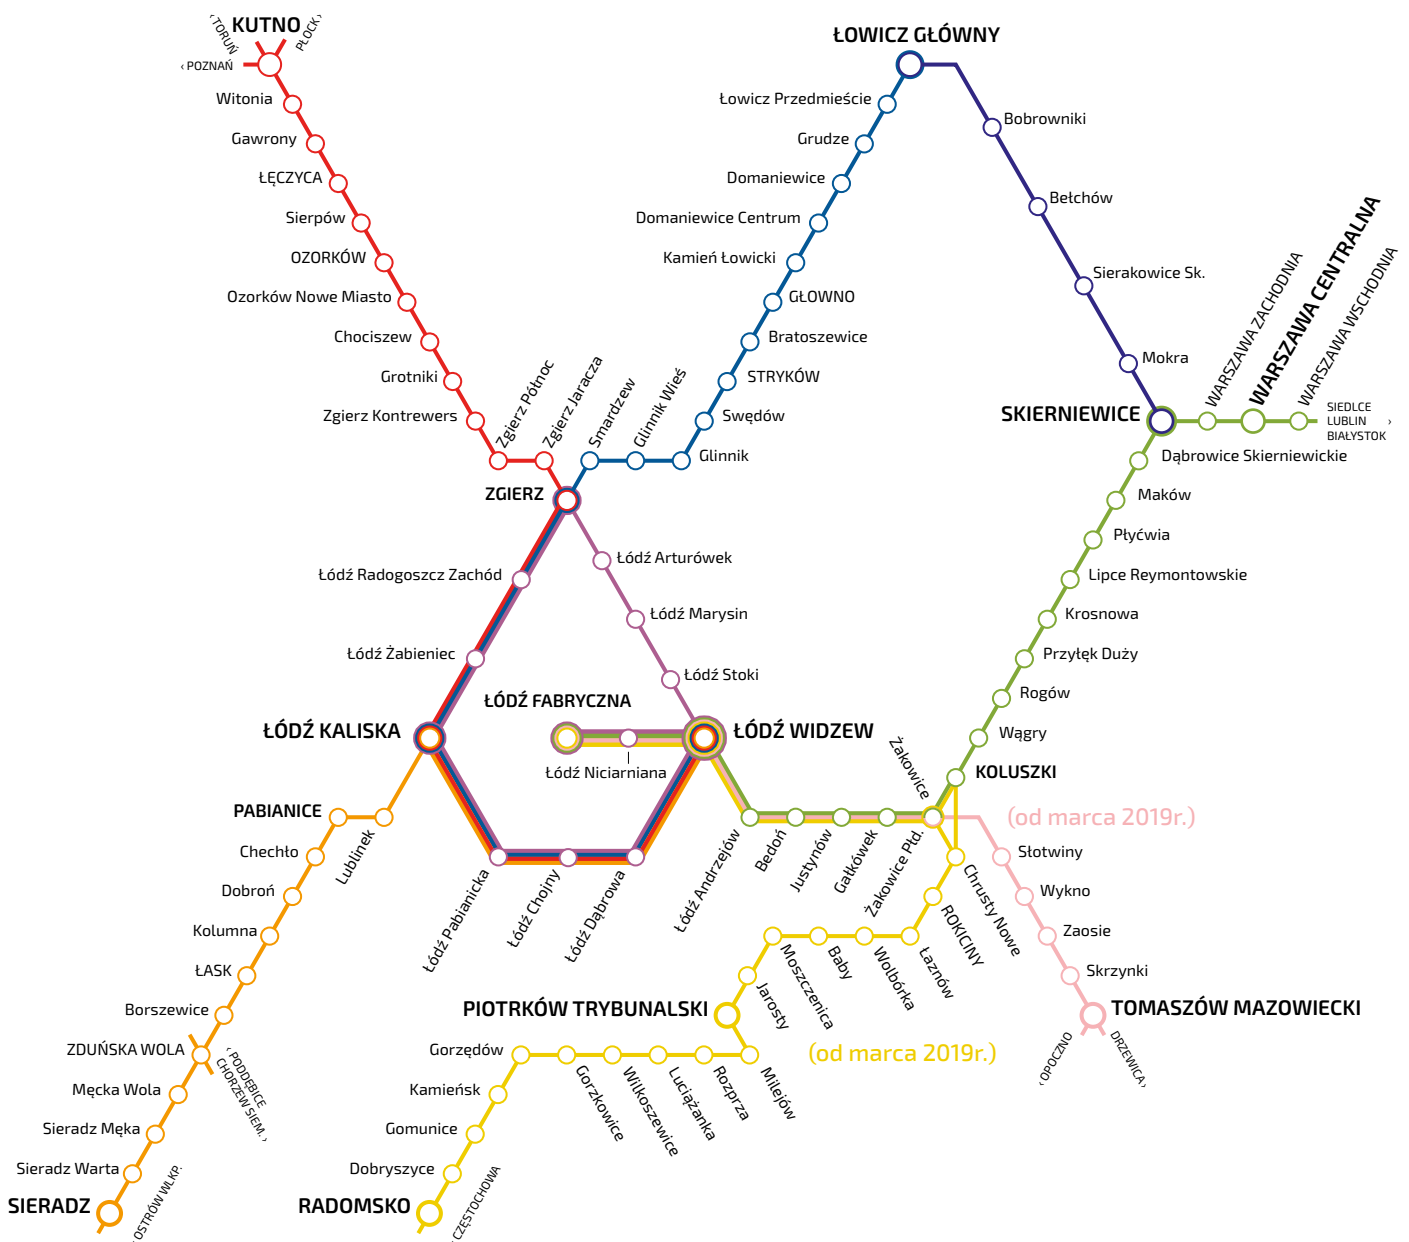 ‹ TORUŃ
KUTNO
PŁOCK ›
‹ POZNAŃ
Witonia
Gawrony
ŁĘCZYCA
Sierpów
OZORKÓW
Ozorków Nowe Miasto
Chociszew
Grotniki
Zgierz Kontrewers
Zgierz Północ
Zgierz Jaracza
ZGIERZ
Smardzew
Glinnik Wieś
Glinnik
Swędów
STRYKÓW
Bratoszewice
GŁOWNO
Kamień Łowicki
Domaniewice Centrum
Domaniewice
Grudze
Łowicz Przedmieście
ŁOWICZ GŁÓWNY
Bobrowniki
Bełchów
Sierakowice Sk.
Mokra
SKIERNIEWICE
WARSZAWA ZACHODNIA
WARSZAWA CENTRALNA
WARSZAWA WSCHODNIA
SIEDLCE
LUBLIN ›
BIAŁYSTOK
Dąbrowice Skierniewickie
Maków
Płyćwia
Lipce Reymontowskie
Krosnowa
Przyłęk Duży
Rogów
Wągry
KOLUSZKI
Żakowice
Łódź Radogoszcz Zachód
Łódź Żabieniec
ŁÓDŹ KALISKA
Łódź Arturówek
Łódź Marysin
Łódź Stoki
ŁÓDŹ FABRYCZNA
Łódź Niciarniana
ŁÓDŹ WIDZEW
Łódź Pabianicka
Łódź Chojny
Łódź Dąbrowa
Łódź Andrzejów
Bedoń
Justynów
Gałkówek
Żakowice Płd.
(od marca 2019r.)
Słotwiny
Wykno
Zaosie
Skrzynki
TOMASZÓW MAZOWIECKI
‹ OPOCZNO
DRZEWICA ›
Chrusty Nowe
ROKICINY
Łaznów
Wolbórka
Baby
Moszczenica
Jarosty
PIOTRKÓW TRYBUNALSKI
(od marca 2019r.)
Milejów
Rozprza
Luciążanka
Wilkoszewice
Gorzkowice
Gorzędów
Kamieńsk
Gomunice
Dobryszyce
RADOMSKO
‹ CZĘSTOCHOWA
Lublinek
PABIANICE
Chechło
Dobroń
Kolumna
ŁASK
Borszewice
ZDUŃSKA WOLA
‹ PODDĘBICE
CHORZEW SIEM. ›
Męcka Wola
Sieradz Męka
Sieradz Warta
SIERADZ
‹ OSTRÓW WLKP.